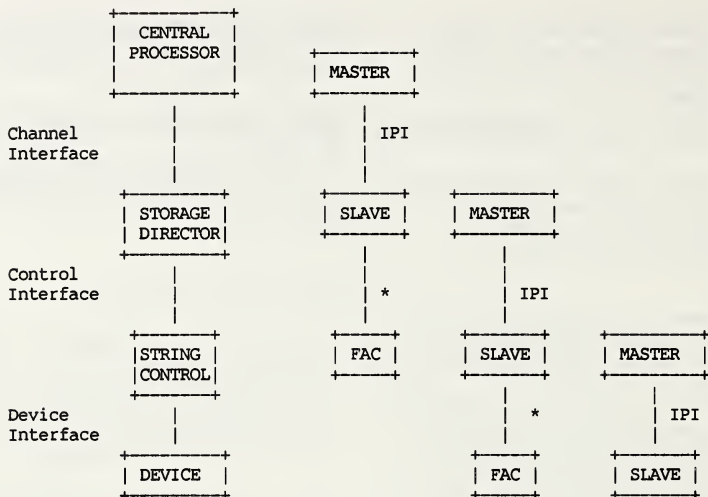 CENTRAL
PROCESSOR
MASTER
Channel
Interface
IPI
STORAGE
DIRECTOR
SLAVE
MASTER
Control
Interface
*
IPI
STRING
CONTROL
FAC
SLAVE
MASTER
Device
Interface
*
IPI
DEVICE
FAC
SLAVE